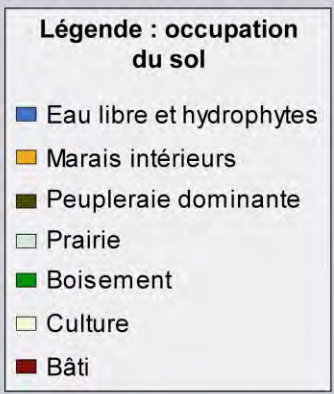 Légende : occupation
du sol
Eau libre et hydrophytes
Marais intérieurs
Peupleraie dominante
Prairie
Boisement
Culture
Bâti